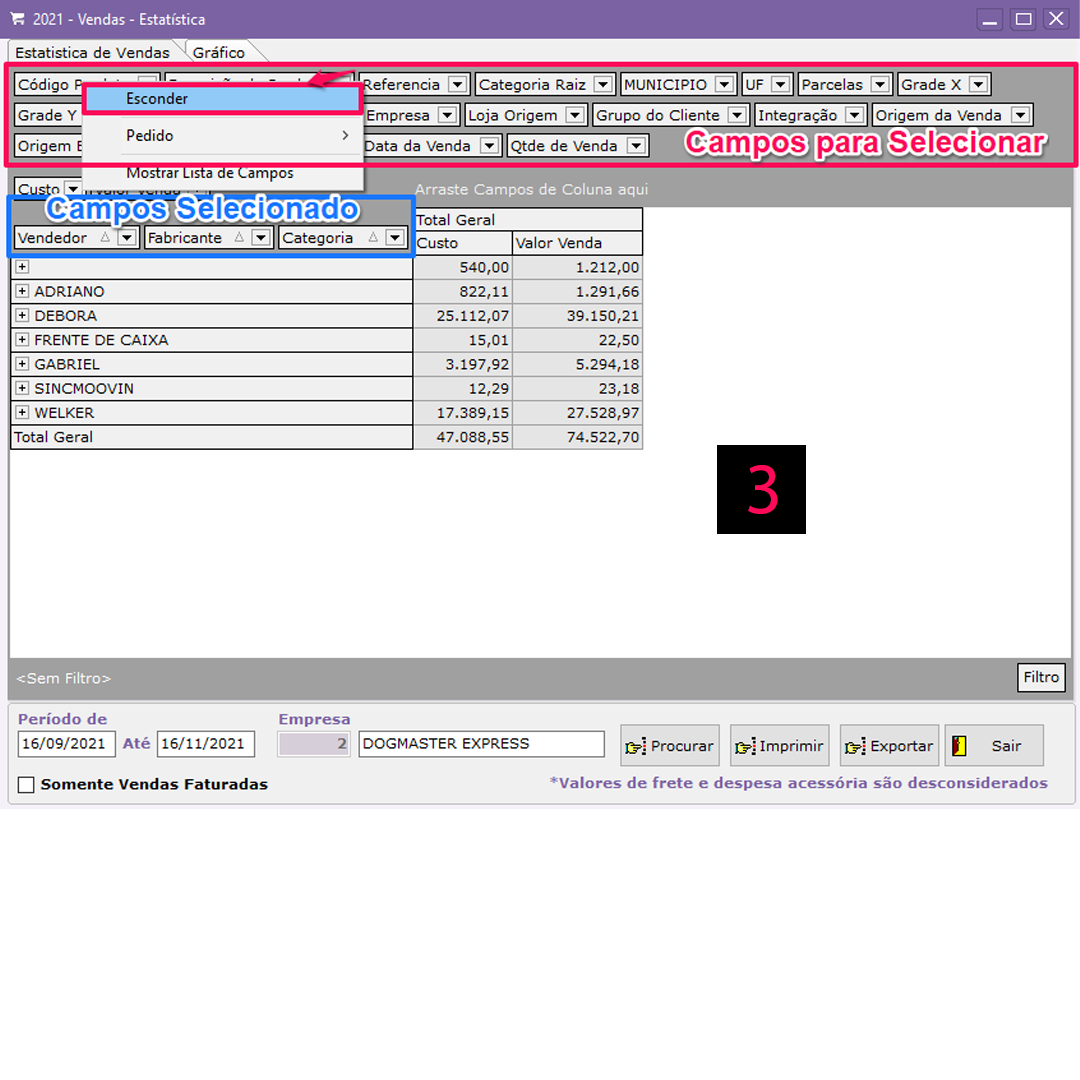 2021 - Vendas - Estatística
Estatistica de Vendas Gráfico
Código Referencia Categoria Raiz MUNICIPIO UF Parcelas Grade X
Esconder
Grade Y Empresa Loja Origem Grupo do Cliente Integração Origem da Venda
Pedido
Origem Data da Venda Qtde de Venda
Campos para Selecionar
Mostrar Lista de Campos
Custo Valor Venda Arraste Campos de Coluna aqui
Campos Selecionado
Total Geral
Vendedor Fabricante Categoria Custo Valor Venda
540,00 1.212,00
ADRIANO 822,11 1.291,66
DEBORA 25.112,07 39.150,21
FRENTE DE CAIXA 15,01 22,50
GABRIEL 3.197,92 5.294,18
SINCMOOVIN 12,29 23,18
WELKER 17.389,15 27.528,97
Total Geral 47.088,55 74.522,70
3
<Sem Filtro> Filtro
Período de Empresa
16/09/2021 Até 16/11/2021 2 DOGMASTER EXPRESS Procurar Imprimir Exportar Sair
Somente Vendas Faturadas *Valores de frete e despesa acessória são desconsiderados